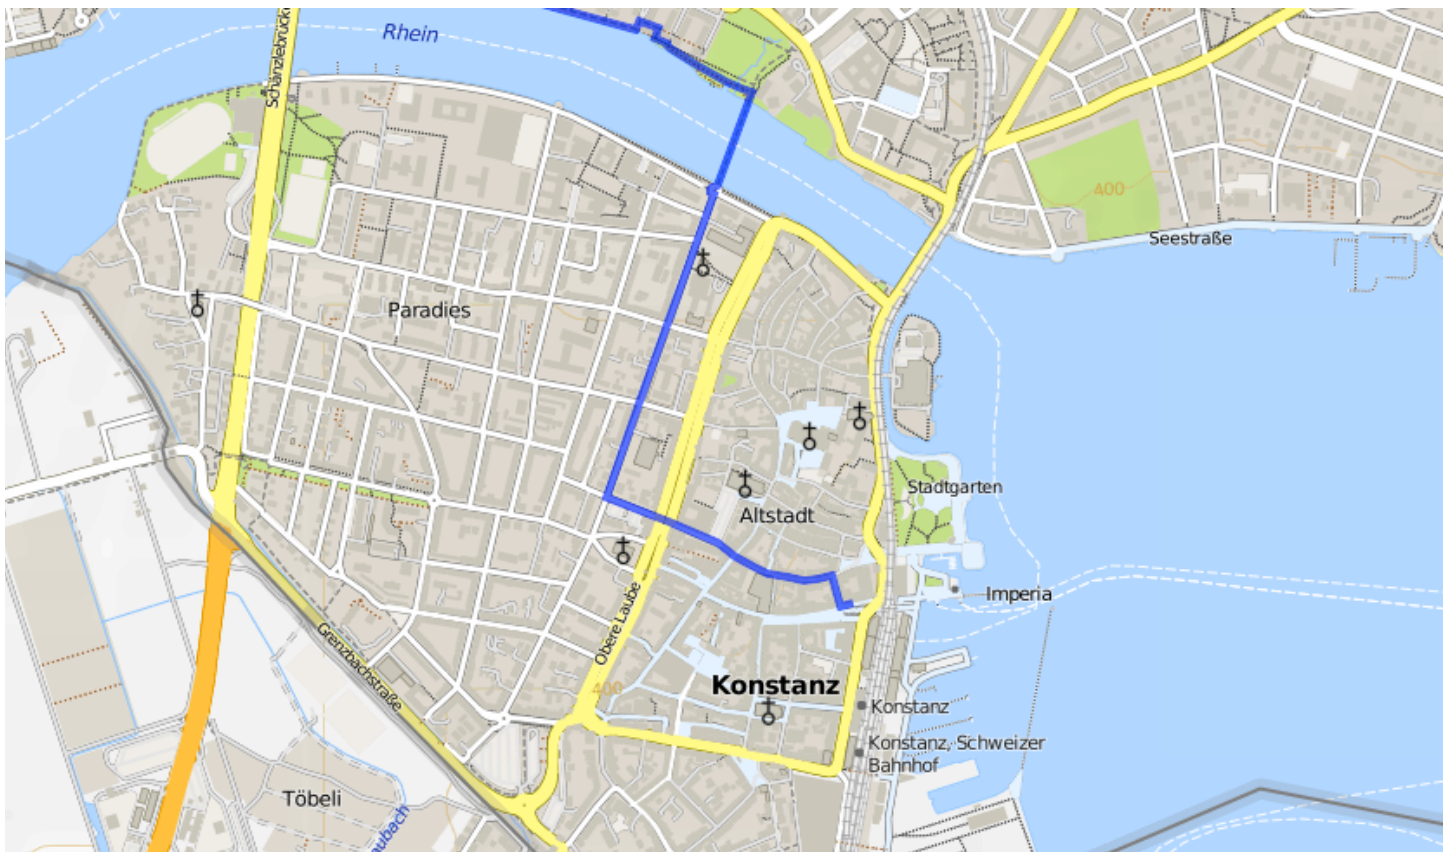 Rhein
Schänzlebrücke
400
Seestraße
Paradies
Stadtgarten
Altstadt
Imperia
Obere Laube
Grenzbachstraße
400
Konstanz
Konstanz
Konstanz, Schweizer
Bahnhof
Töbeli